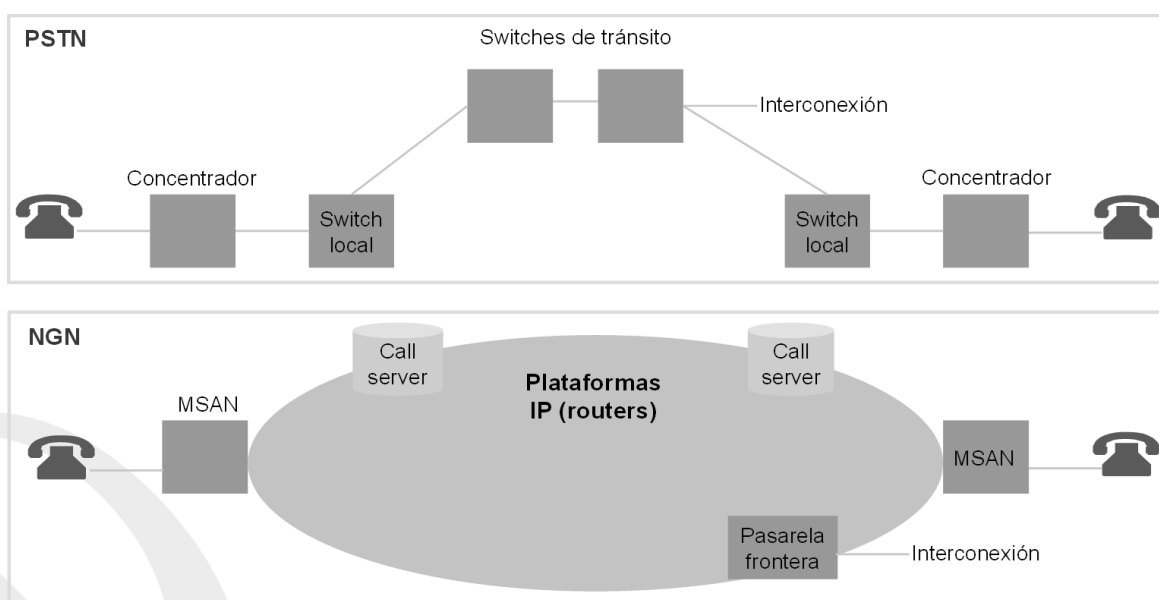 PSTN
Switches de tránsito
Interconexión
Concentrador
Concentrador
Switch
local
Switch
local
NGN
Call
server
Call
server
Plataformas
IP (routers)
MSAN
MSAN
Pasarela
frontera
Interconexión